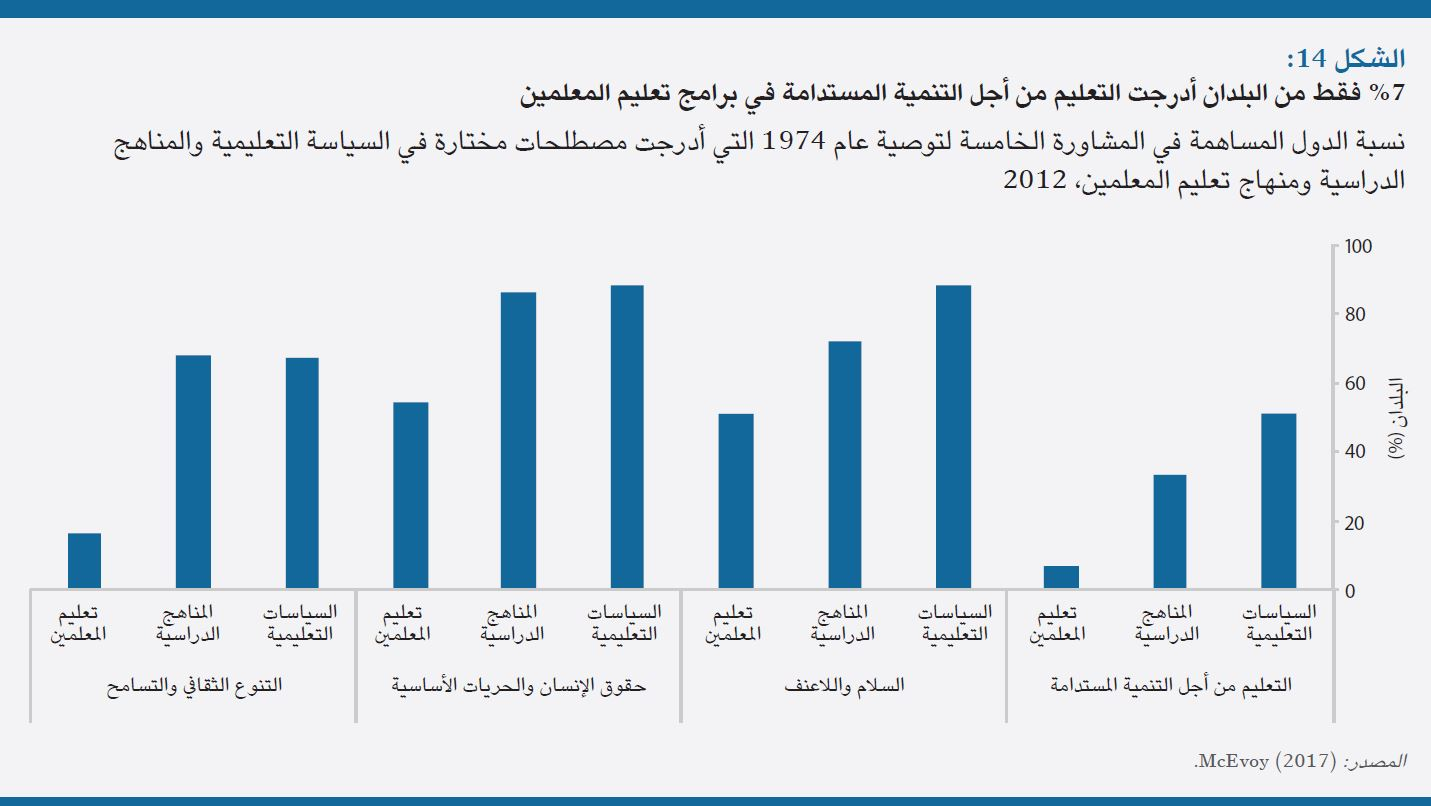 الشكل 14:
7% فقط من البلدان أدرجت التعليم من أجل التنمية المستدامة في برامج تعليم المعلمين
نسبة الدول المساهمة في المشاورة الخامسة لتوصية عام 1974 التي أدرجت مصطلحات مختارة في السياسة التعليمية والمناهج
الدراسية ومنهاج تعليم المعلمين، 2012
100
80
60
40
20
0
البلدان (%)
السياسات
التعليمية
المناهج
الدراسية
تعليم
المعلمين
التعليم من أجل التنمية المستدامة
السياسات
التعليمية
المناهج
الدراسية
تعليم
المعلمين
السلام واللاعنف
السياسات
التعليمية
المناهج
الدراسية
تعليم
المعلمين
حقوق الإنسان والحريات الأساسية
السياسات
التعليمية
المناهج
الدراسية
تعليم
المعلمين
التنوع الثقافي والتسامح
المصدر: McEvoy (2017).